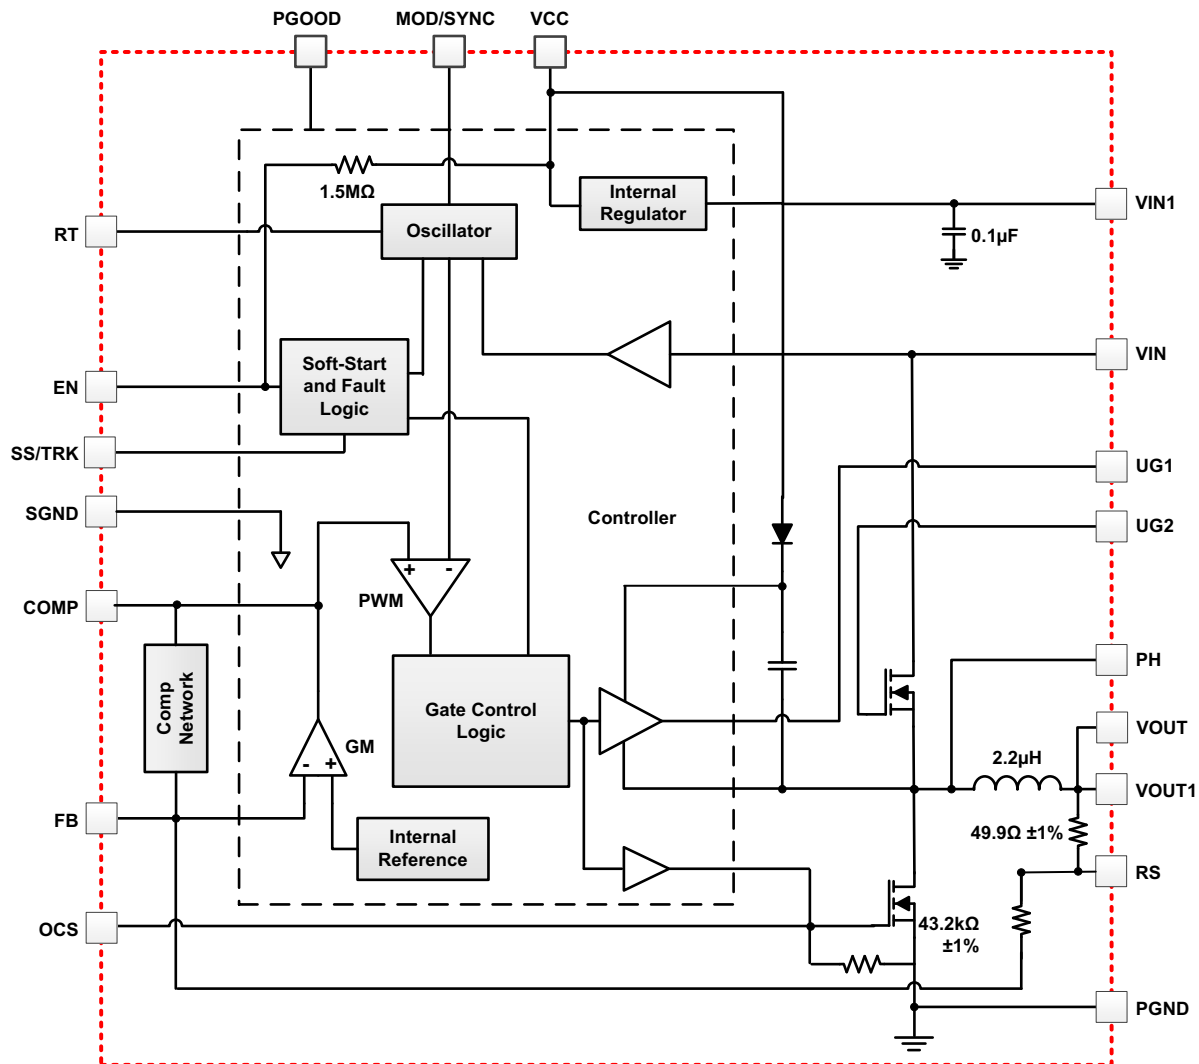 PGOOD
MOD/SYNC
VCC
1.5MΩ
Internal
Regulator
VIN1
RT
Oscillator
0.1µF
Soft-Start
and Fault
Logic
VIN
EN
SS/TRK
UG1
SGND
Controller
UG2
+
-
PWM
COMP
PH
Comp
Network
Gate Control
Logic
VOUT
GM
-
+
2.2µH
VOUT1
FB
Internal
Reference
49.9Ω ±1%
RS
OCS
43.2kΩ
±1%
PGND